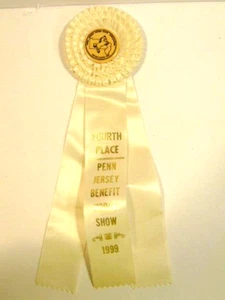 FOURTH
PLACE
PENN
JERSEY
BENEFIT
SHOW
1999